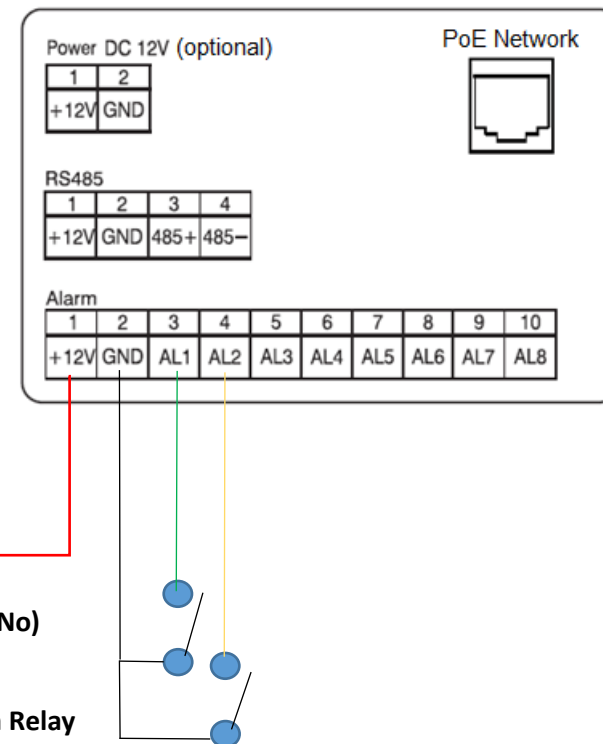 Power DC 12V (optional)
PoE Network
1 2
+12V GND
RS485
1 2 3 4
+12V GND 485+ 485−
Alarm
1 2 3 4 5 6 7 8 9 10
+12V GND AL1 AL2 AL3 AL4 AL5 AL6 AL7 AL8
No)
Relay